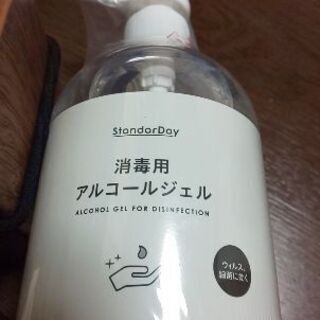 StandarDay
消毒用
アルコールジェル
ALCOHOL GEL FOR DISINFECTION
ウィルス、
細菌に効く